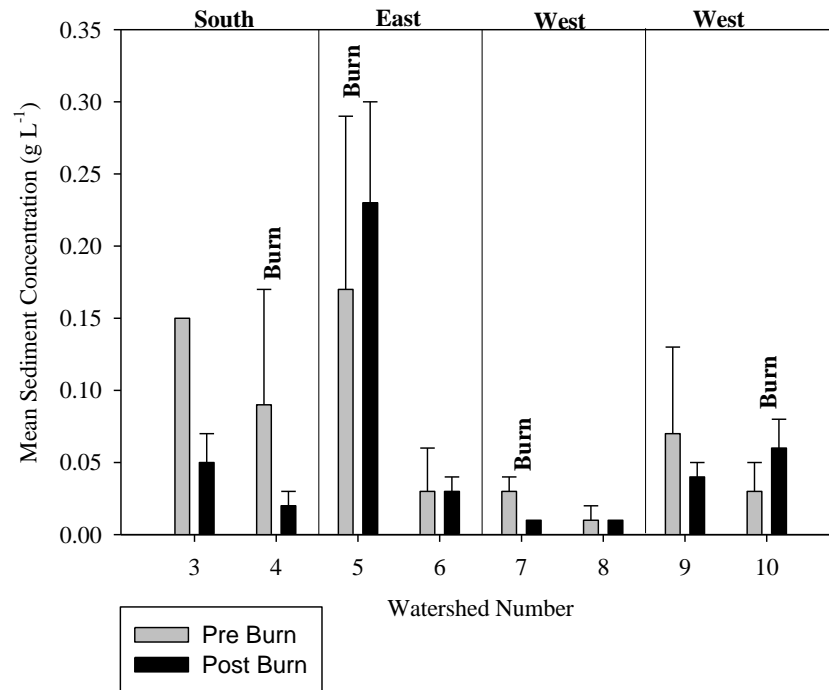 South East West West
0.35
0.30
0.25
0.20
0.15
0.10
0.05
0.00
Mean Sediment Concentration (g L⁻¹)
Burn
Burn
Burn
Burn
3 4 5 6 7 8 9 10
Watershed Number
Pre Burn
Post Burn